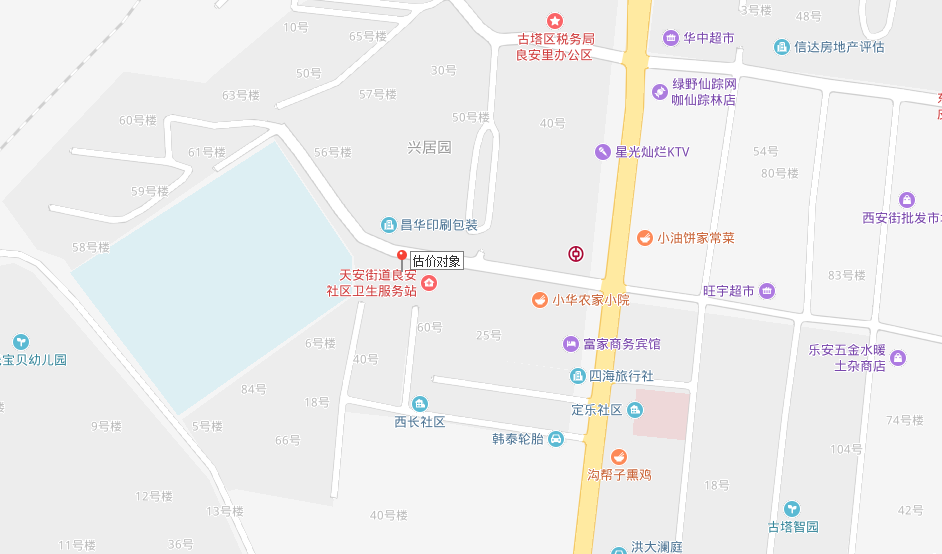 10号
65号楼
3号楼
48号
古塔区税务局
良安里办公区
华中超市
信达房地产评估
50号
30号
绿野仙踪网
咖仙踪林店
63号楼
57号楼
60号楼
50号楼
40号
61号楼
56号楼
兴居园
星光灿烂KTV
54号
80号楼
59号楼
西安街批发市
58号楼
昌华印刷包装
小油饼家常菜
估价对象
天安街道良安
社区卫生服务站
83号楼
旺宇超市
小华农家小院
60号
25号
6号楼
40号
宝贝幼儿园
富家商务宾馆
乐安五金水暖
土杂商店
四海旅行社
84号
18号
定乐社区
西长社区
9号楼
5号楼
66号
韩泰轮胎
74号楼
104号
沟帮子熏鸡
12号楼
13号楼
40号楼
18号
42号
古塔智园
11号楼
36号
洪大澜庭